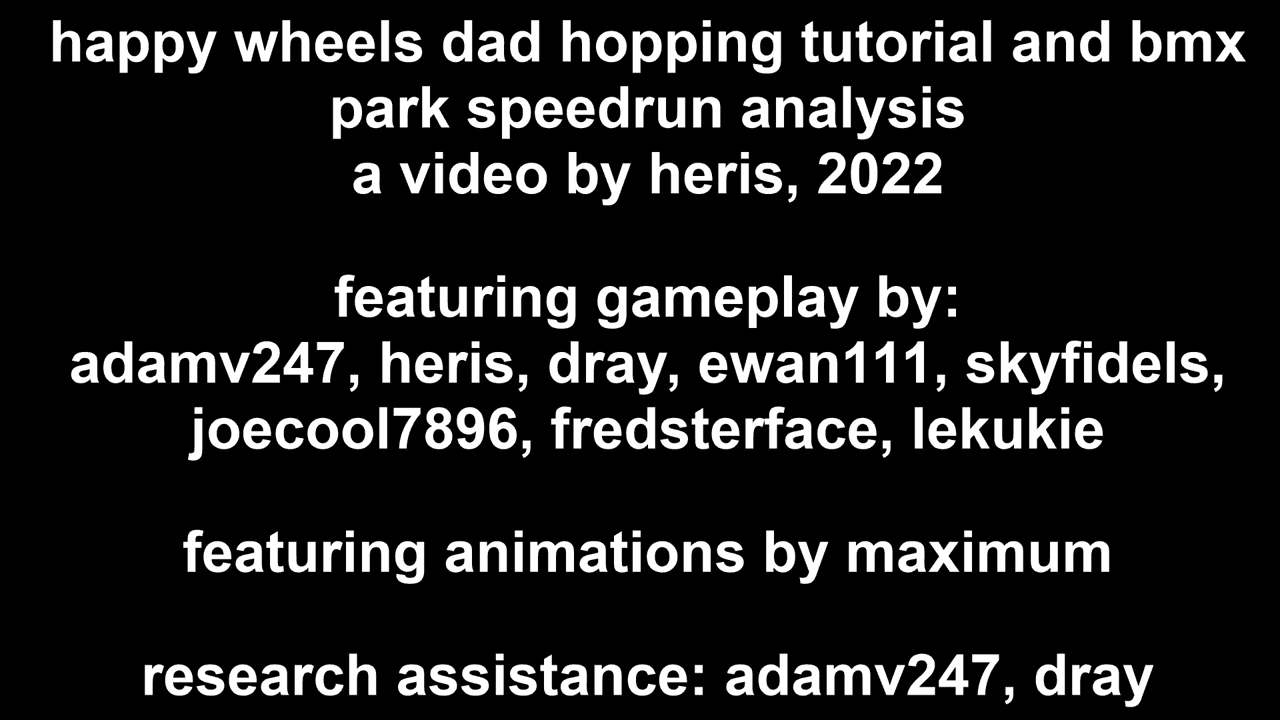 happy wheels dad hopping tutorial and bmx
park speedrun analysis
a video by heris, 2022
featuring gameplay by:
adamv247, heris, dray, ewan111, skyfidels,
joecool7896, fredsterface, lekukie
featuring animations by maximum
research assistance: adamv247, dray